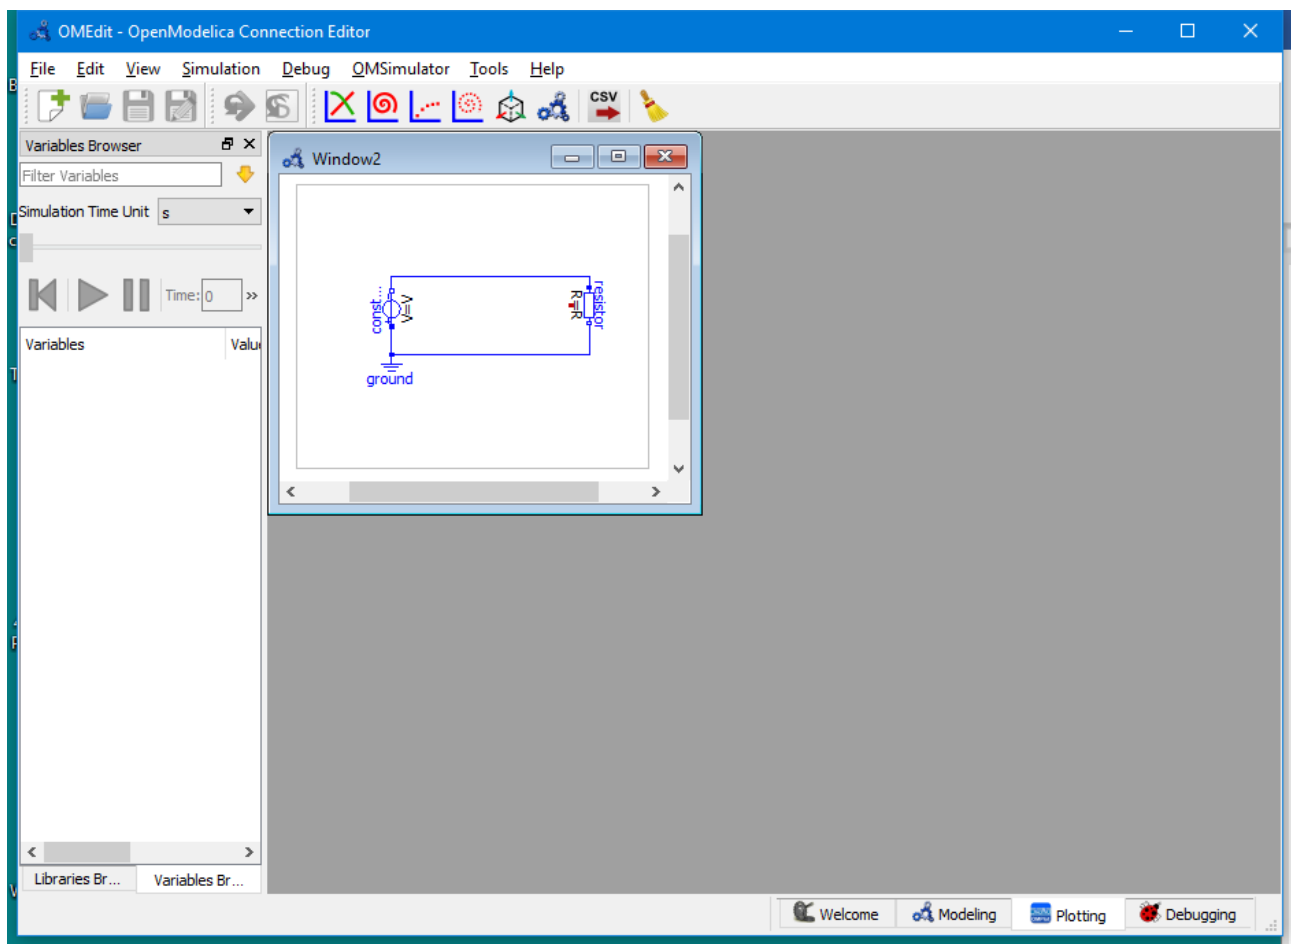 OMEdit - OpenModelica Connection Editor
File Edit View Simulation Debug OMSimulator Tools Help
CSV
Variables Browser
Filter Variables
Simulation Time Unit s
Time: 0 »
Variables Value
Window2
const...
V=V
R=R
resistor
ground
Libraries Br... Variables Br...
Welcome Modeling Plotting Debugging